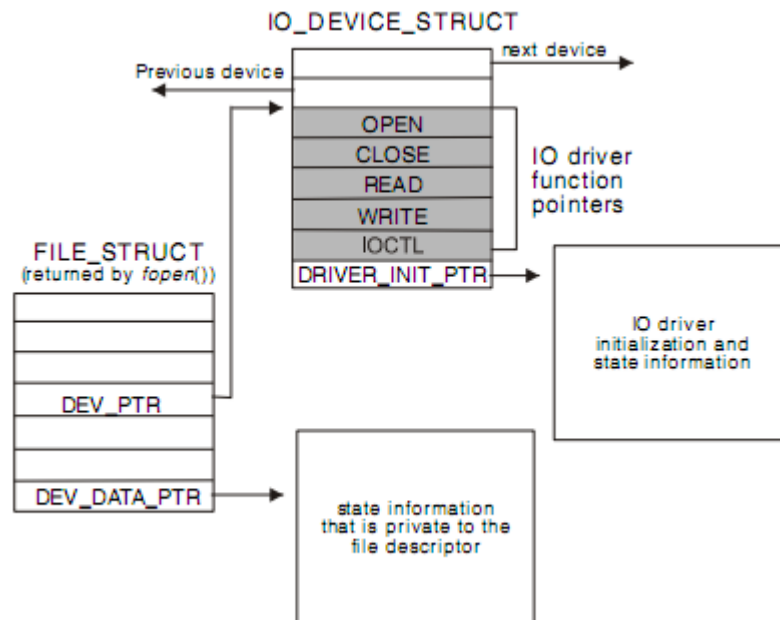 IO_DEVICE_STRUCT
next device
Previous device
OPEN
CLOSE
READ
WRITE
IOCTL
DRIVER_INIT_PTR
IO driver
function
pointers
FILE_STRUCT
(returned by fopen())
DEV_PTR
DEV_DATA_PTR
IO driver
initialization and
state information
state information
that is private to the
file descriptor